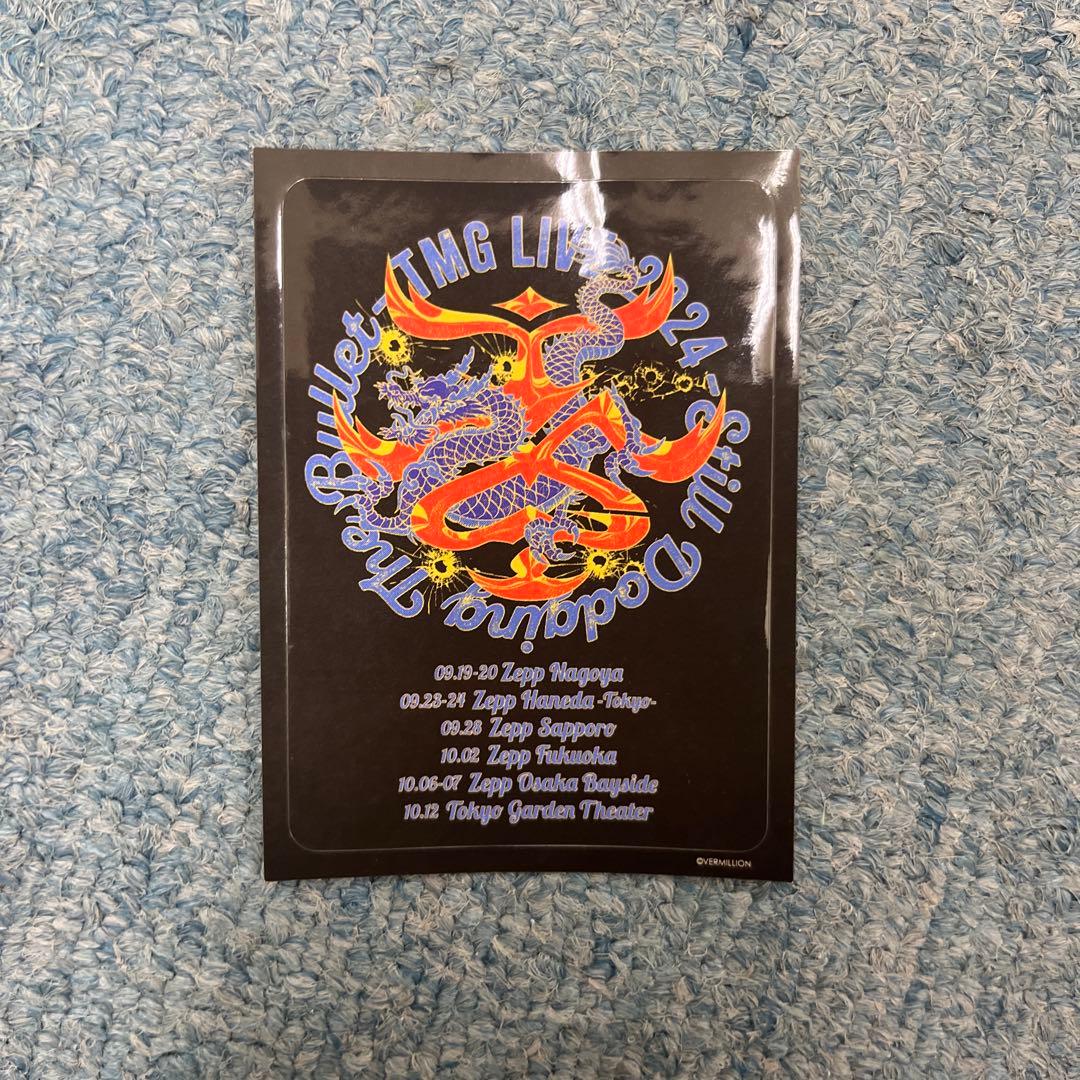 TMG LIVE 2024 -Still Dodging The Bullet-
09.19-20 Zepp Nagoya
09.23-24 Zepp Haneda -Tokyo-
09.28 Zepp Sapporo
10.02 Zepp Fukuoka
10.06-07 Zepp Osaka Bayside
10.12 Tokyo Garden Theater
©VERMILLION